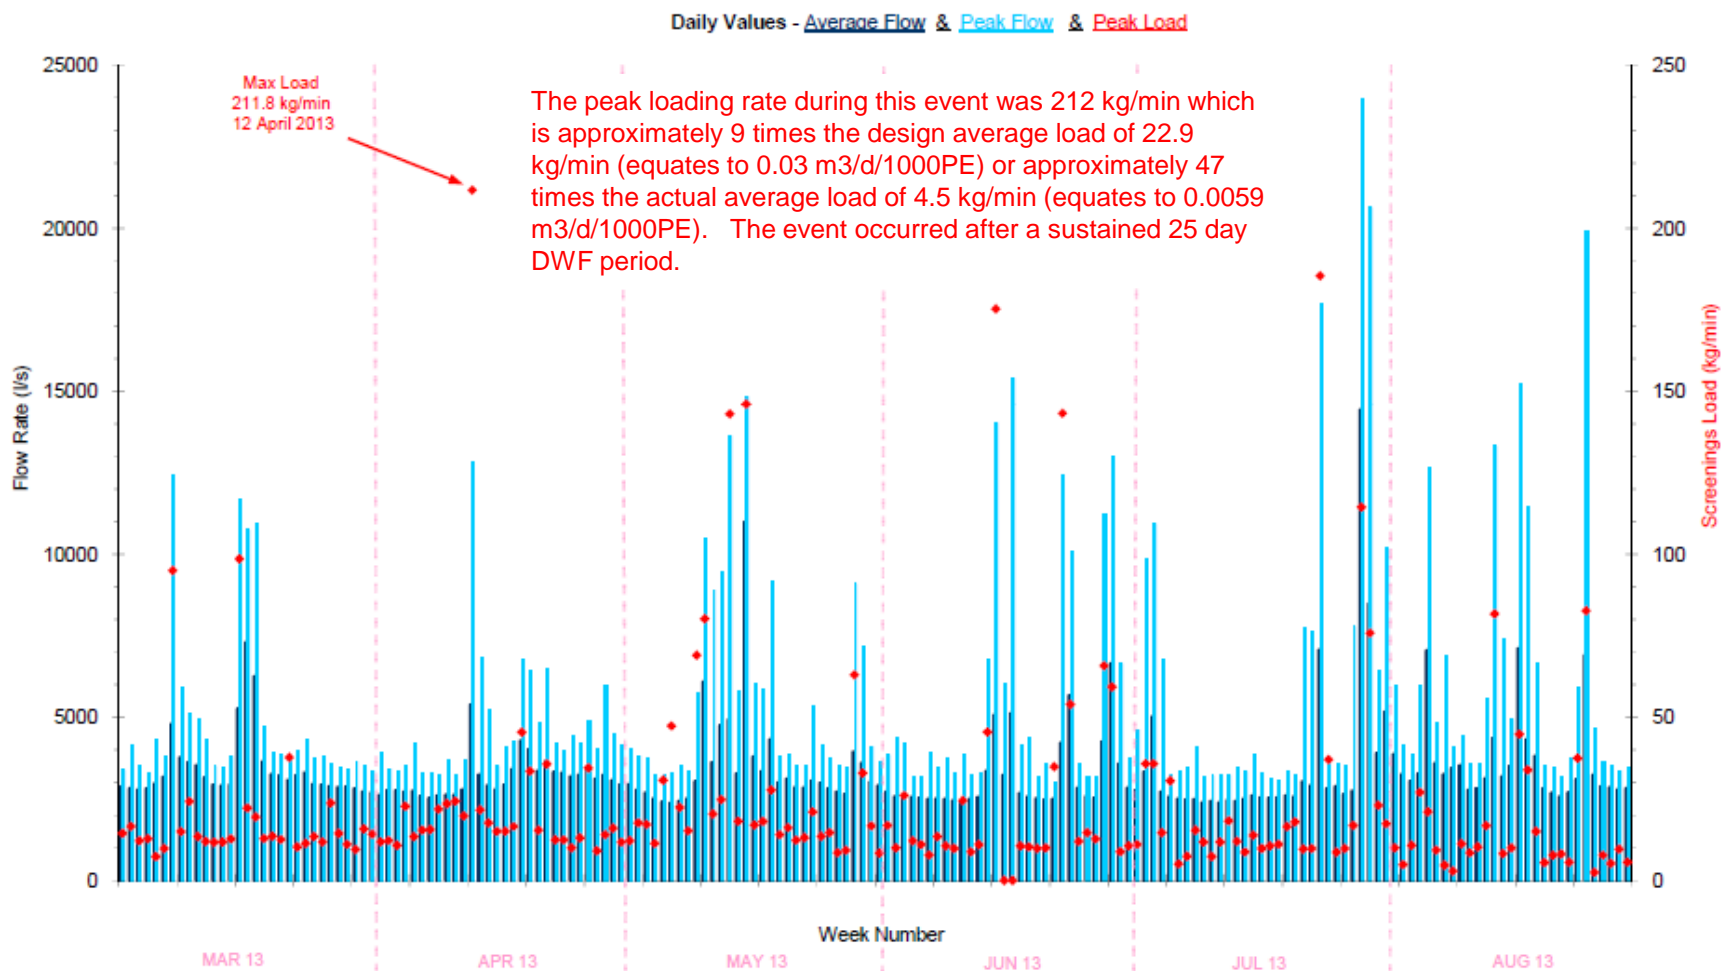 Daily Values - Average Flow & Peak Flow & Peak Load
25000
20000
15000
10000
5000
0
Flow Rate (l/s)
Max Load
211.8 kg/min
12 April 2013
The peak loading rate during this event was 212 kg/min which
is approximately 9 times the design average load of 22.9
kg/min (equates to 0.03 m3/d/1000PE) or approximately 47
times the actual average load of 4.5 kg/min (equates to 0.0059
m3/d/1000PE).   The event occurred after a sustained 25 day
DWF period.
250
200
150
100
50
0
Screenings Load (kg/min)
Week Number
MAR 13
APR 13
MAY 13
JUN 13
JUL 13
AUG 13